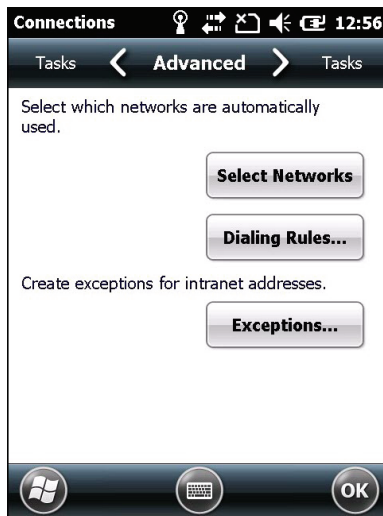 Connections 12:56
Tasks Advanced Tasks
Select which networks are automatically
used.
Select Networks
Dialing Rules...
Create exceptions for intranet addresses.
Exceptions...
OK